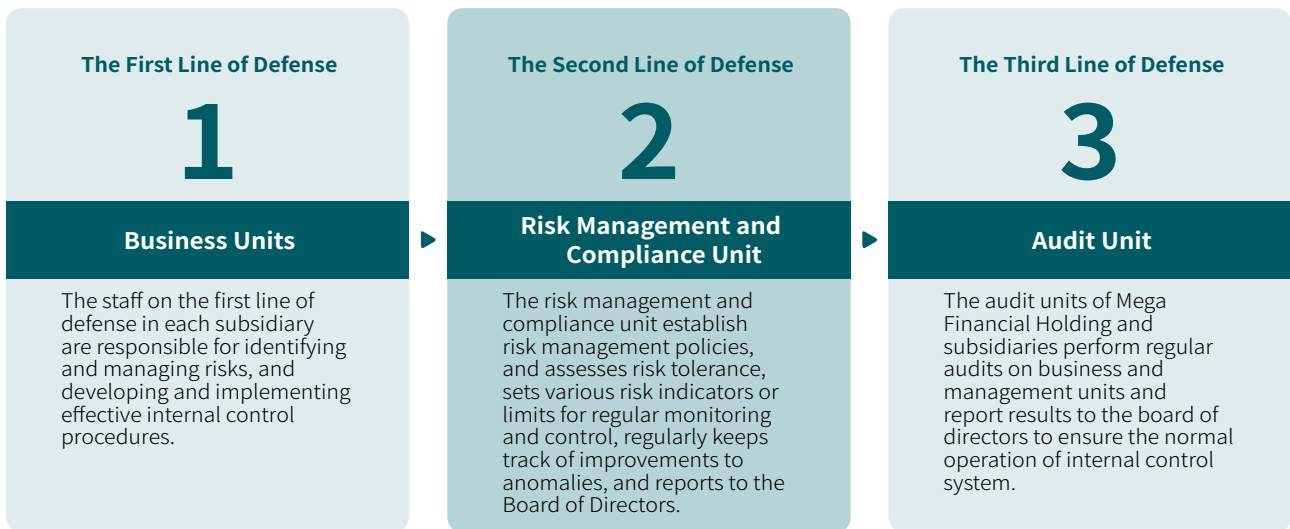 The First Line of Defense
1
Business Units
The staff on the first line of
defense in each subsidiary
are responsible for identifying
and managing risks, and
developing and implementing
effective internal control
procedures.
The Second Line of Defense
2
Risk Management and
Compliance Unit
The risk management and
compliance unit establish
risk management policies,
and assesses risk tolerance,
sets various risk indicators or
limits for regular monitoring
and control, regularly keeps
track of improvements to
anomalies, and reports to the
Board of Directors.
The Third Line of Defense
3
Audit Unit
The audit units of Mega
Financial Holding and
subsidiaries perform regular
audits on business and
management units and
report results to the board of
directors to ensure the normal
operation of internal control
system.